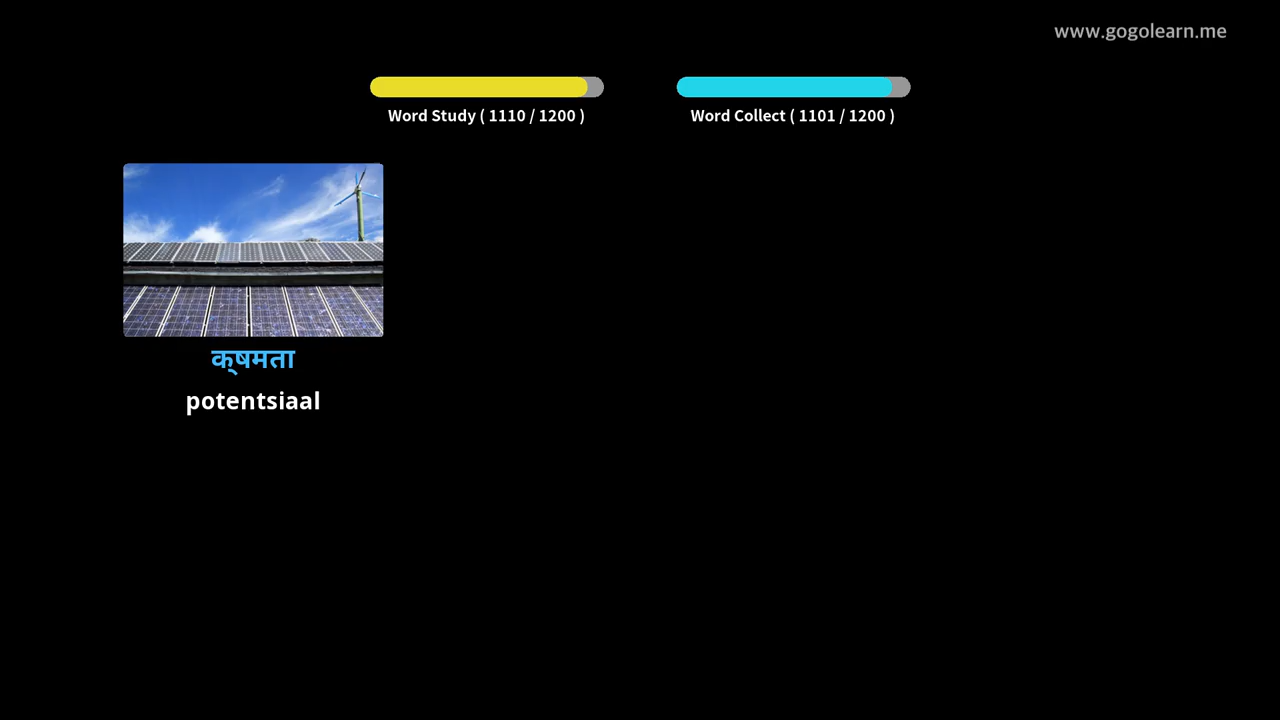 www.gogolearn.me
Word Study ( 1110 / 1200 )
Word Collect ( 1101 / 1200 )
क्षमता
potentsiaal